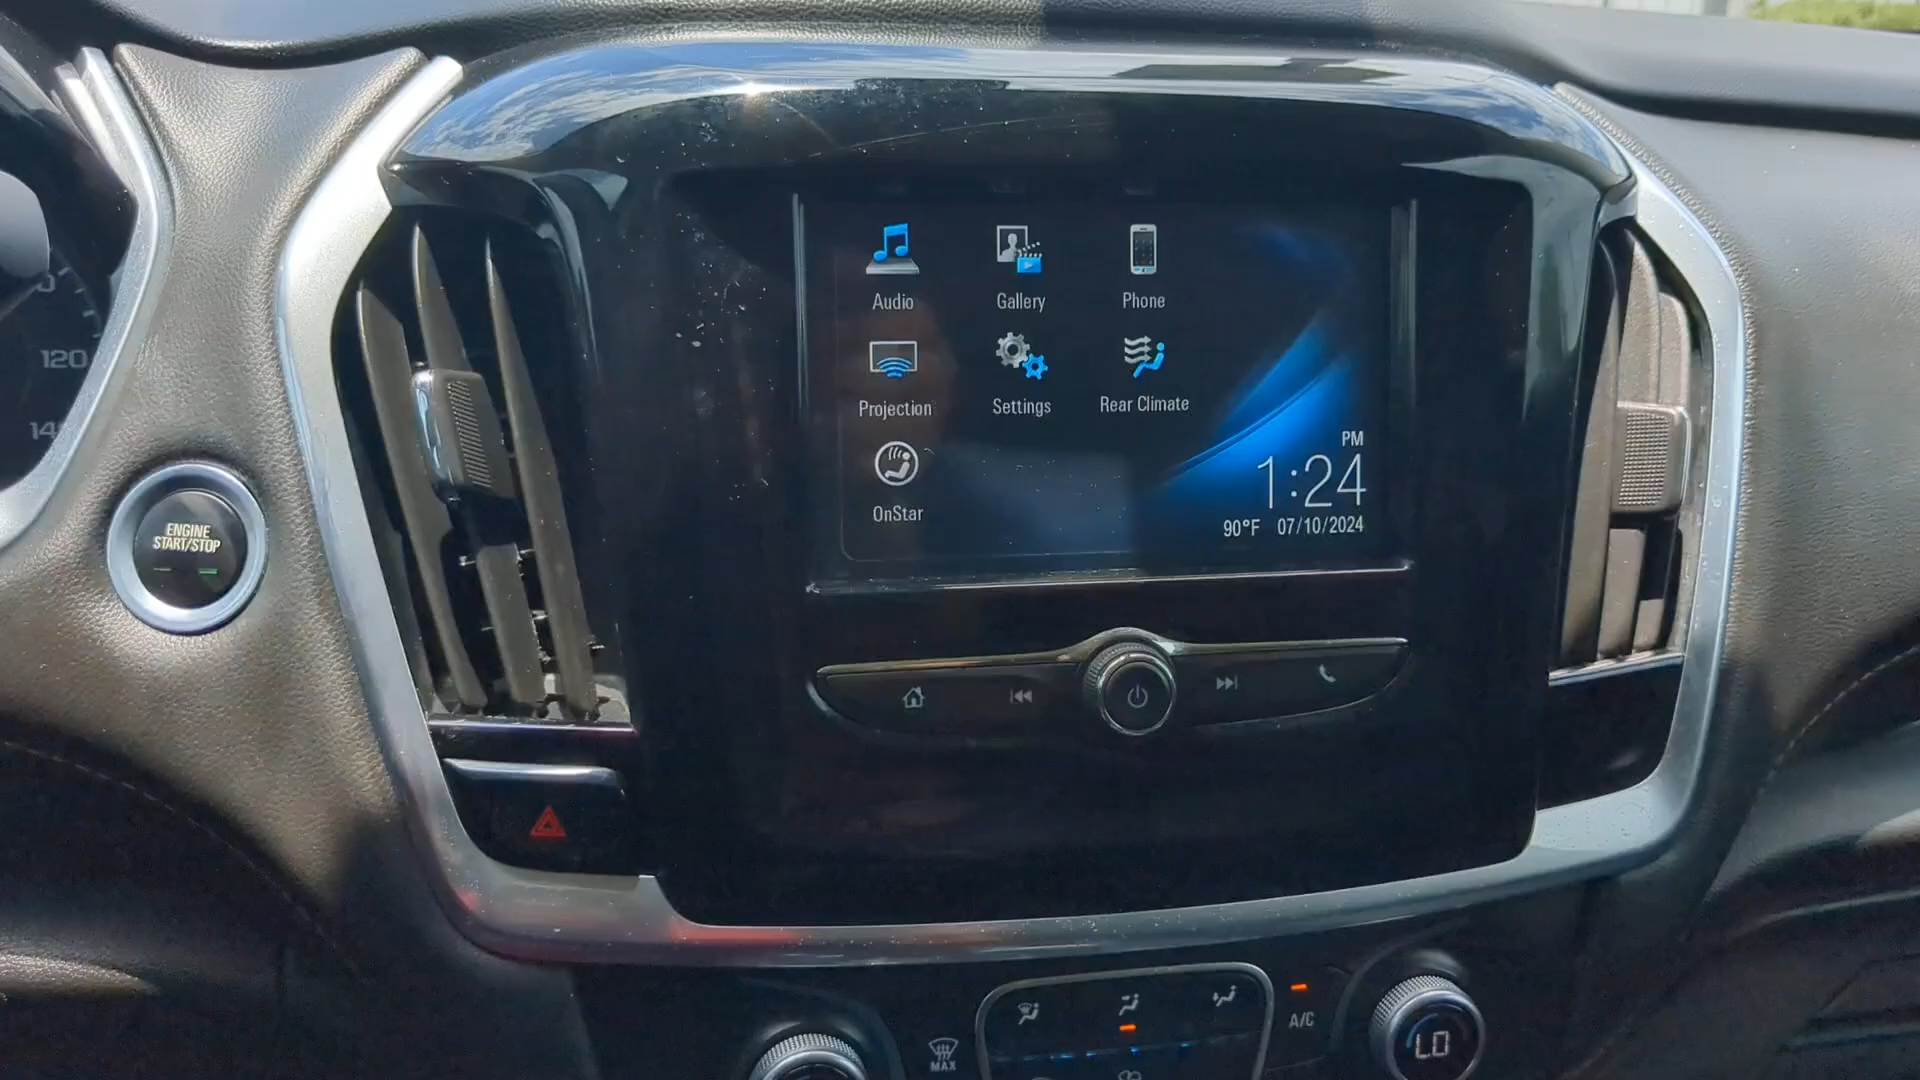 Audio
Gallery
Phone
Projection
Settings
Rear Climate
OnStar
PM
1:24
90°F 07/10/2024
120
ENGINE
START/STOP
A/C
MAX
LO